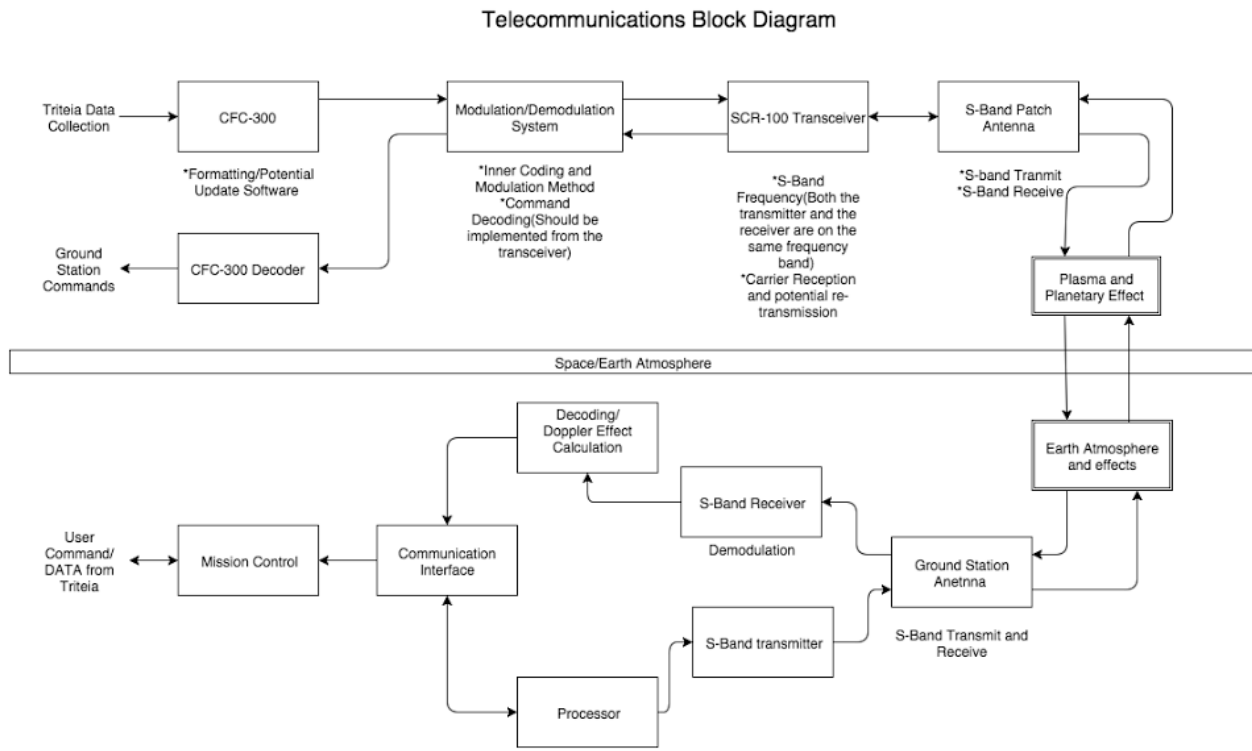 Telecommunications Block Diagram
Triteia Data
Collection
CFC-300
Modulation/Demodulation
System
SCR-100 Transceiver
S-Band Patch
Antenna
*Formatting/Potential
Update Software
*Inner Coding and
Modulation Method
*Command
Decoding(Should be
implemented from the
transceiver)
*S-Band
Frequency(Both the
transmitter and the
receiver are on the
same frequency
band)
*Carrier Reception
and potential re-
transmission
*S-band Tranmit
*S-Band Receive
Ground
Station
Commands
CFC-300 Decoder
Plasma and
Planetary Effect
Space/Earth Atmosphere
Decoding/
Doppler Effect
Calculation
Earth Atmosphere
and effects
S-Band Receiver
Demodulation
User
Command/
DATA from
Triteia
Mission Control
Communication
Interface
Ground Station
Anetnna
S-Band Transmit and
Receive
S-Band transmitter
Processor